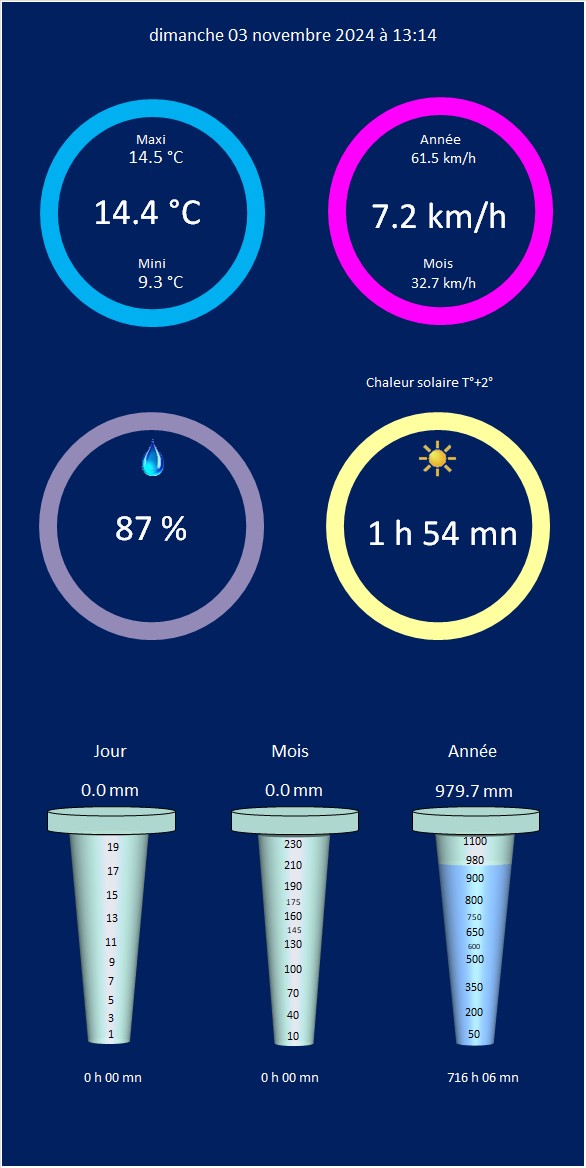 dimanche 03 novembre 2024 à 13:14
Maxi
14.5 °C
14.4 °C
Mini
9.3 °C
Année
61.5 km/h
7.2 km/h
Mois
32.7 km/h
Chaleur solaire T°+2°
87 %
1 h 54 mn
Jour
0.0 mm
19
17
15
13
11
9
7
5
3
1
0 h 00 mn
Mois
0.0 mm
230
210
190
175
160
145
130
100
70
40
10
0 h 00 mn
Année
979.7 mm
1100
980
900
800
750
650
600
500
350
200
50
716 h 06 mn